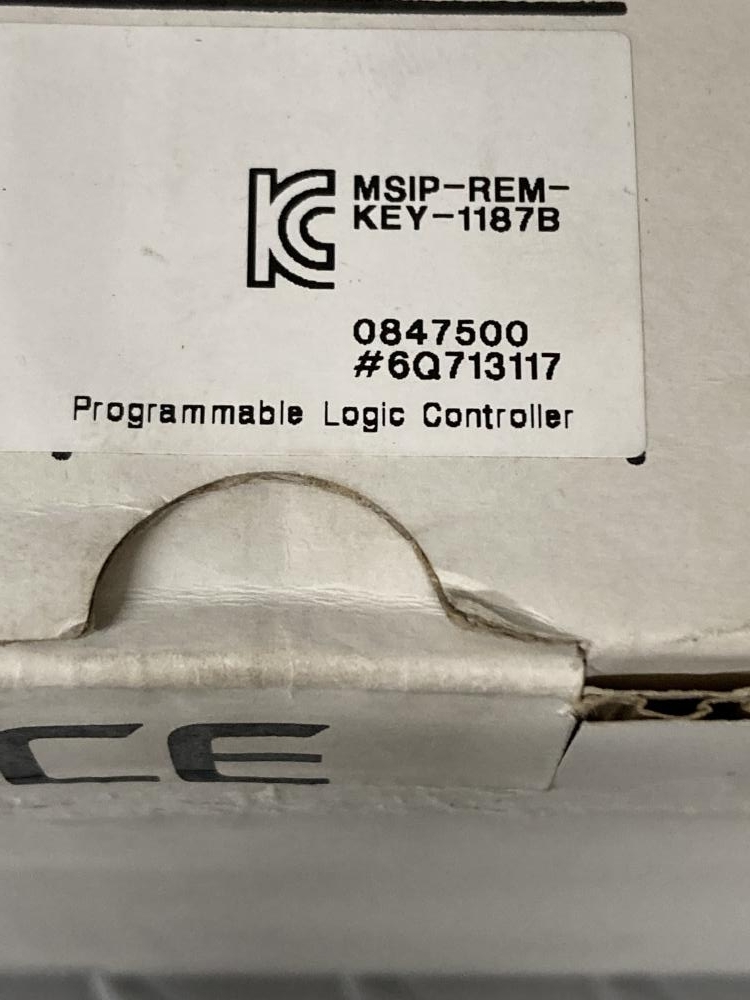 MSIP-REM-
KEY-1187B
0847500
#6Q713117
Programmable Logic Controller
CE